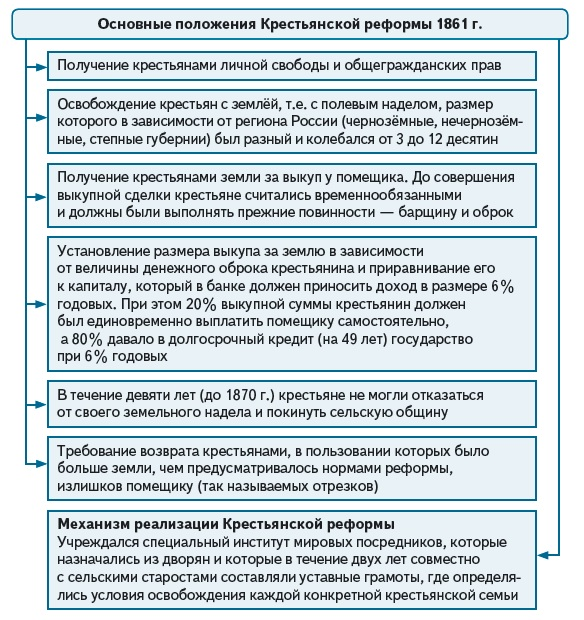 Основные положения Крестьянской реформы 1861 г.
Получение крестьянами личной свободы и общегражданских прав
Освобождение крестьян с землёй, т.е. с полевым наделом, размер
которого в зависимости от региона России (чернозёмные, нечернозём-
ные, степные губернии) был разный и колебался от 3 до 12 десятин
Получение крестьянами земли за выкуп у помещика. До совершения
выкупной сделки крестьяне считались временнообязанными
и должны были выполнять прежние повинности — барщину и оброк
Установление размера выкупа за землю в зависимости
от величины денежного оброка крестьянина и приравнивание его
к капиталу, который в банке должен приносить доход в размере 6%
годовых. При этом 20% выкупной суммы крестьянин должен
был единовременно выплатить помещику самостоятельно,
а 80% давало в долгосрочный кредит (на 49 лет) государство
при 6% годовых
В течение девяти лет (до 1870 г.) крестьяне не могли отказаться
от своего земельного надела и покинуть сельскую общину
Требование возврата крестьянами, в пользовании которых было
больше земли, чем предусматривалось нормами реформы,
излишков помещику (так называемых отрезков)
Механизм реализации Крестьянской реформы
Учреждался специальный институт мировых посредников, которые
назначались из дворян и которые в течение двух лет совместно
с сельскими старостами составляли уставные грамоты, где определя-
лись условия освобождения каждой конкретной крестьянской семьи